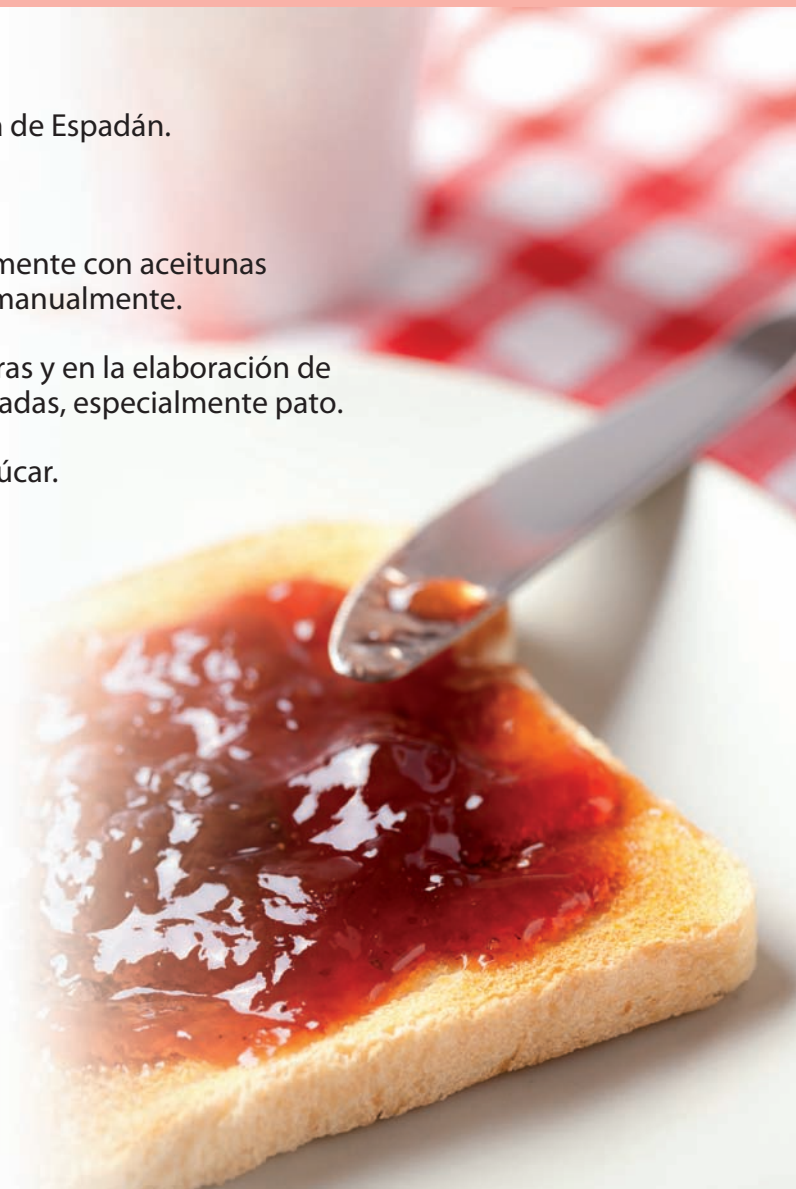 a de Espadán.
mente con aceitunas
manualmente.
ras y en la elaboración de
adas, especialmente pato.
úcar.